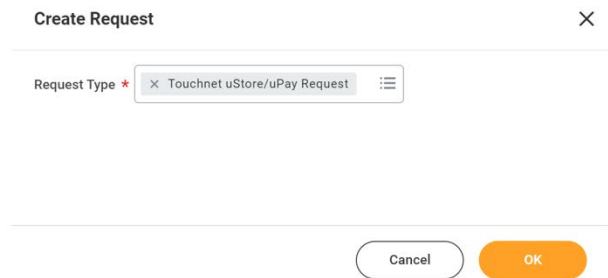 Create Request
Request Type * × Touchnet uStore/uPay Request
Cancel OK